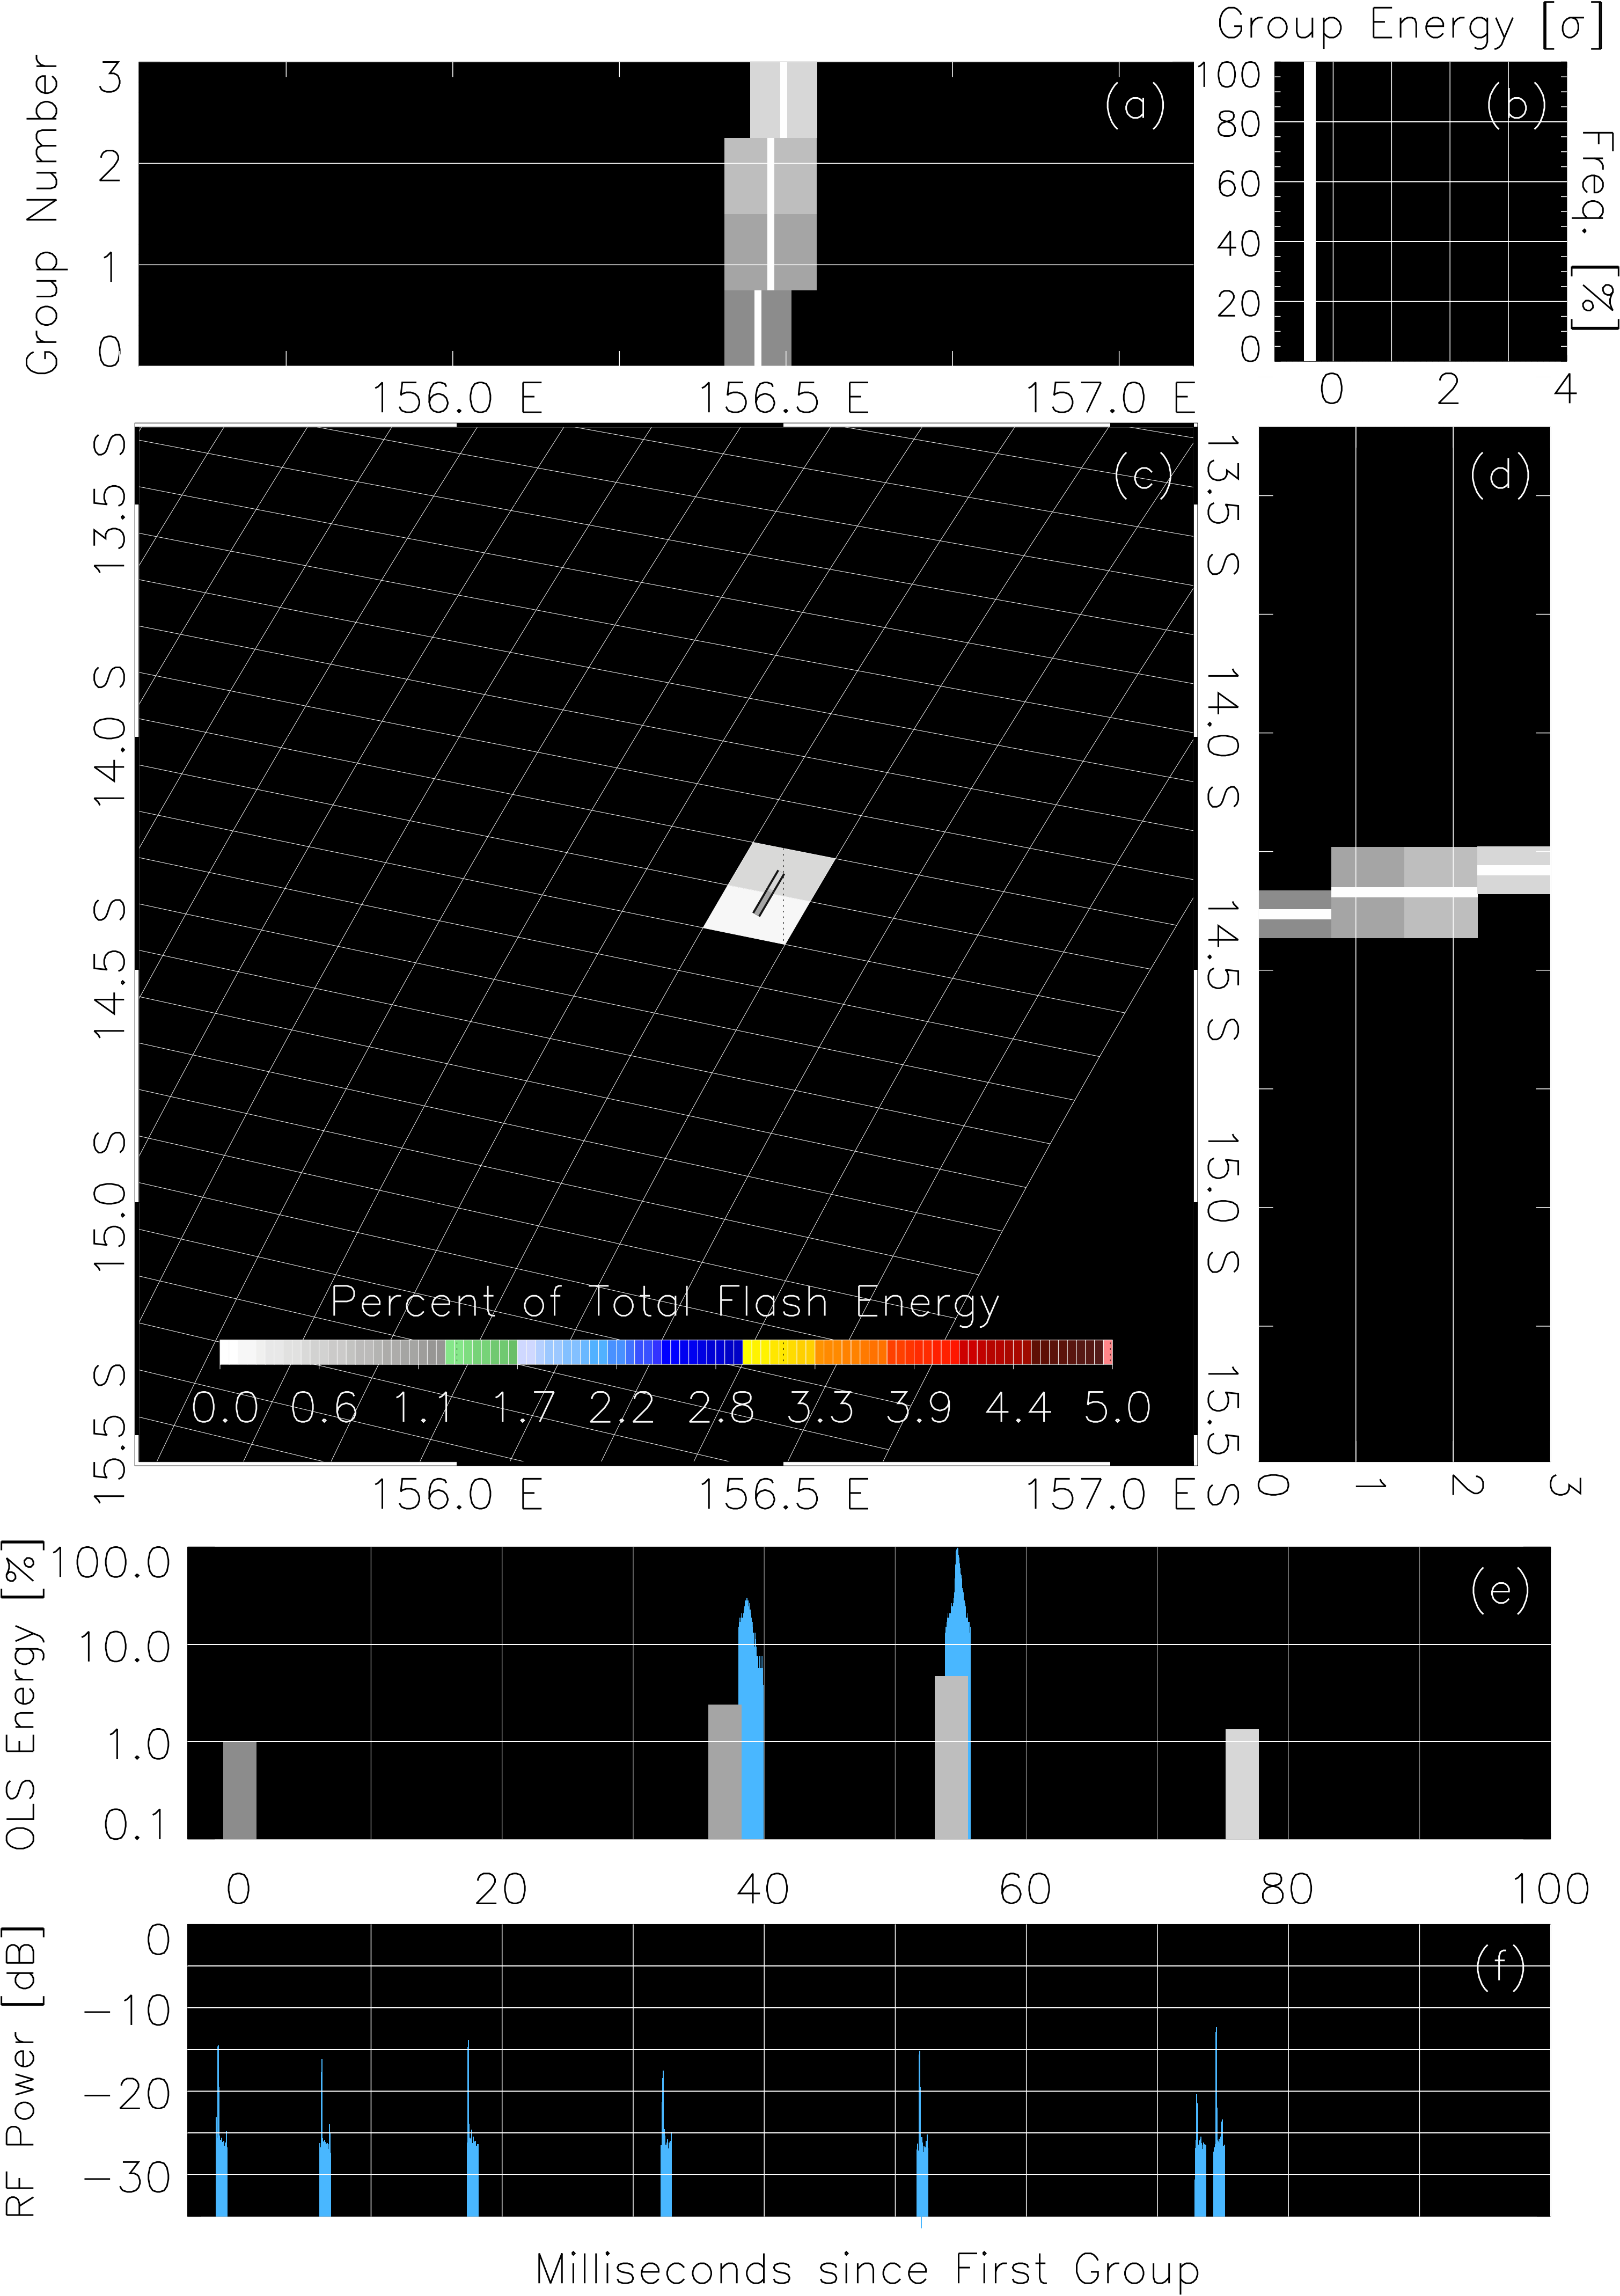 Group Energy [σ]
Group Number
3
2
1
0
(a)
100
80
60
40
20
0
(b)
Freq. [%]
0 2 4
156.0 E 156.5 E 157.0 E
13.5 S
14.0 S
14.5 S
15.0 S
15.5 S
S
(c)
13.5 S
14.0 S
14.5 S
15.0 S
15.5 S
(d)
Percent of Total Flash Energy
0.0 0.6 1.1 1.7 2.2 2.8 3.3 3.9 4.4 5.0
156.0 E 156.5 E 157.0 E
0 1 2 3
OLS Energy [%]
100.0
10.0
1.0
0.1
(e)
0 20 40 60 80 100
RF Power [dB]
0
−10
−20
−30
(f)
Milliseconds since First Group